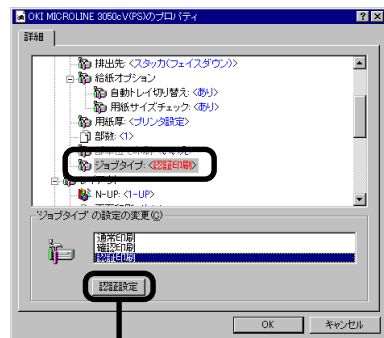 OKI MICROLINE 3050cV(PS)のプロパティ
詳細
排出先: <スタッカ(フェイスダウン)>
給紙オプション
自動トレイ切り替え: <あり>
用紙サイズチェック: <あり>
用紙厚: <プリンタ設定>
部数: <1>
ジョブタイプ: <認証印刷>
N-UP: <1-UP>
'ジョブタイプ' の設定の変更(C)
通常印刷
確認印刷
認証印刷
認証設定
OK キャンセル